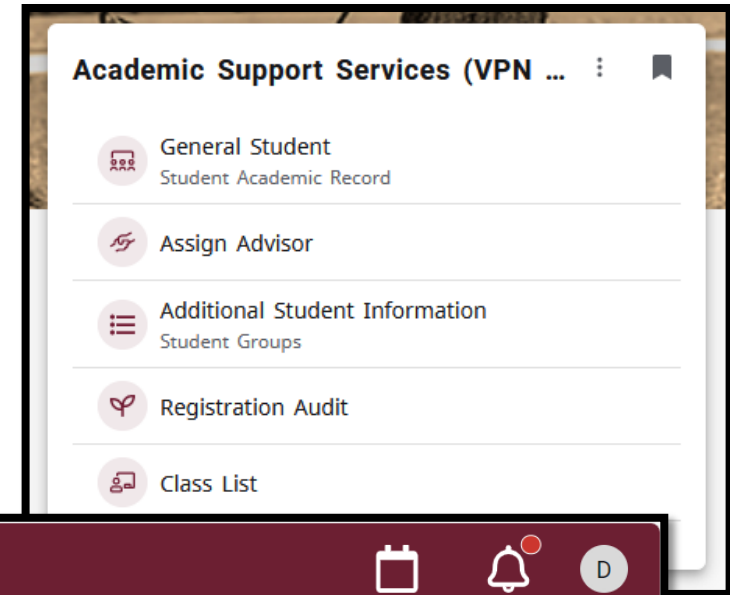 Academic Support Services (VPN ...
General Student
Student Academic Record
Assign Advisor
Additional Student Information
Student Groups
Registration Audit
Class List
D